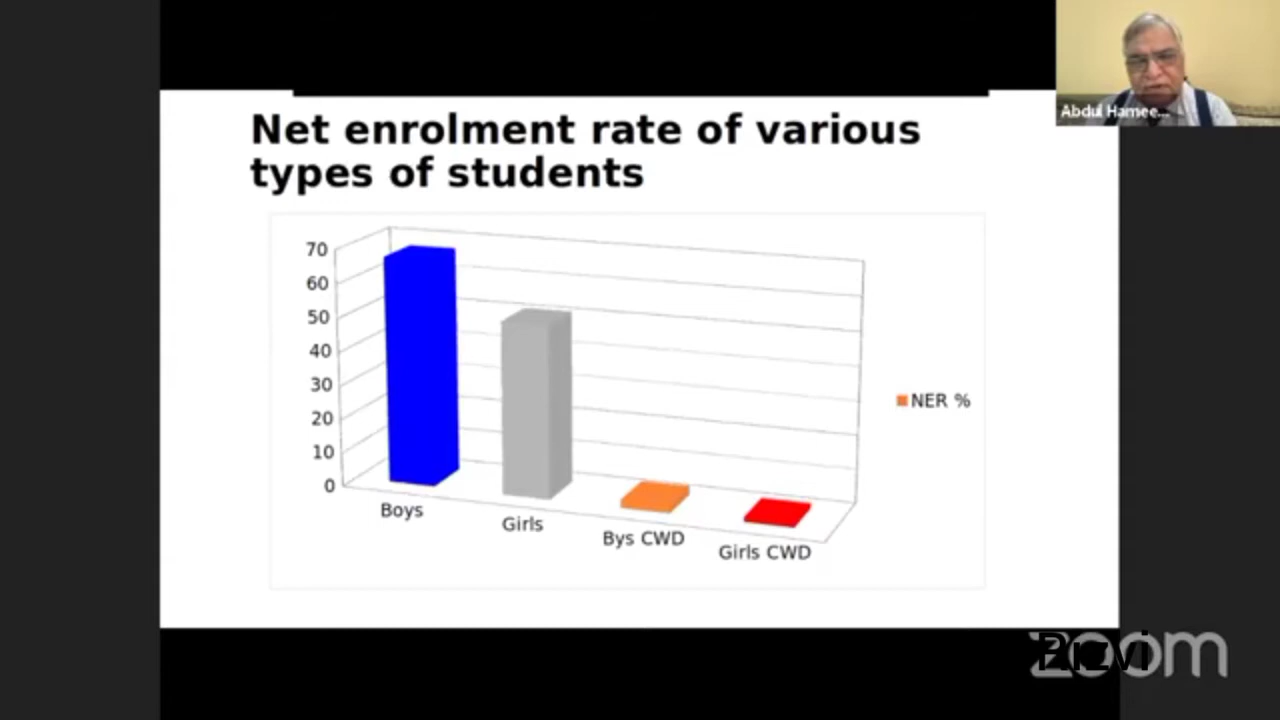 Abdul Hamee...
Net enrolment rate of various
types of students
70
60
50
40
30
20
10
0
Boys
Girls
Bys CWD
Girls CWD
NER %
zoom